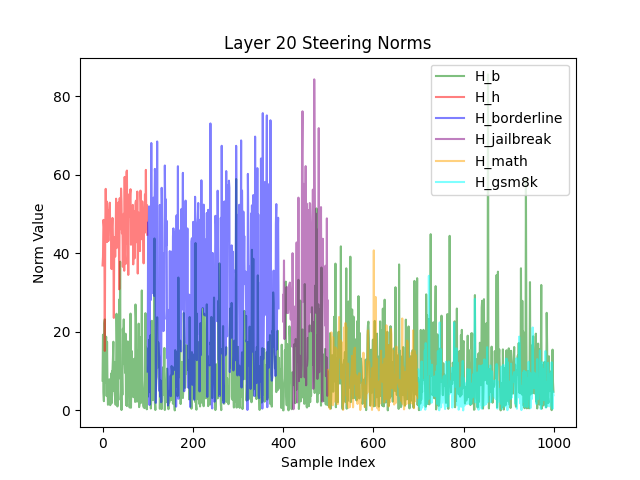 Layer 20 Steering Norms
H_b
H_h
H_borderline
H_jailbreak
H_math
H_gsm8k
Norm Value
80
60
40
20
0
0
200
400
600
800
1000
Sample Index